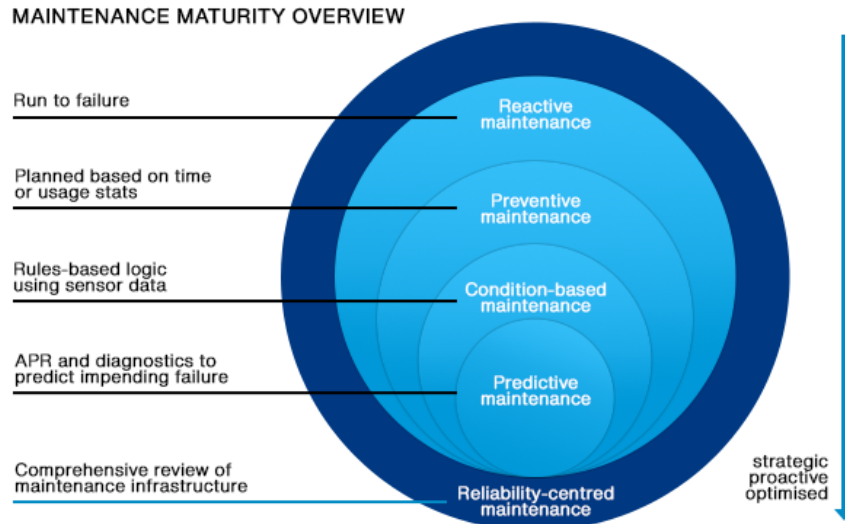 MAINTENANCE MATURITY OVERVIEW
Run to failure
Reactive
maintenance
Planned based on time
or usage stats
Preventive
maintenance
Rules-based logic
using sensor data
Condition-based
maintenance
APR and diagnostics to
predict impending failure
Predictive
maintenance
Comprehensive review of
maintenance infrastructure
Reliability-centred
maintenance
strategic
proactive
optimised